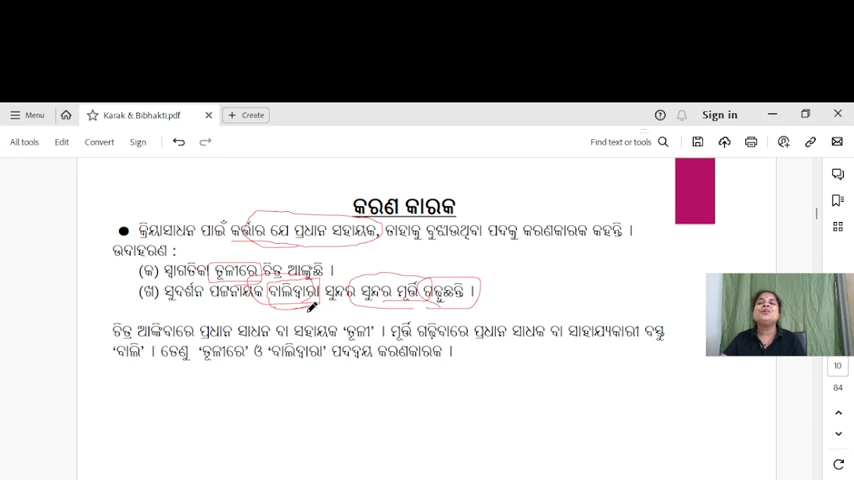 Menu
Karak & Bibhakti.pdf
Create
Sign in
All tools
Edit
Convert
Sign
Find text or tools
କରଣ କାରକ
● କ୍ରିୟାସାଧନ ପାଇଁ କର୍ତ୍ତାର ଯେ ପ୍ରଧାନ ସହାୟକ, ତାହାକୁ ବୁଝାଉଥିବା ପଦକୁ କରଣକାରକ କହନ୍ତି ।
ଉଦାହରଣ :
(କ) ସ୍ୱାଗତିକା ତୂଳୀରେ ଚିତ୍ର ଆଙ୍କୁଛି ।
(ଖ) ସୁଦର୍ଶନ ପଟ୍ଟନାୟକ ବାଲିଦ୍ୱାରା ସୁନ୍ଦର ସୁନ୍ଦର ମୂର୍ତ୍ତି ଗଢୁଛନ୍ତି ।
ଚିତ୍ର ଆଙ୍କିବାରେ ପ୍ରଧାନ ସାଧନ ବା ସହାୟକ ‘ତୂଳୀ’ । ମୂର୍ତ୍ତି ଗଢ଼ିବାରେ ପ୍ରଧାନ ସାଧକ ବା ସାହାଯ୍ୟକାରୀ ବସ୍ତୁ
‘ବାଲି’ । ତେଣୁ ‘ତୂଳୀରେ’ ଓ ‘ବାଲିଦ୍ୱାରା’ ପଦଦ୍ୱୟ କରଣକାରକ ।
10
84